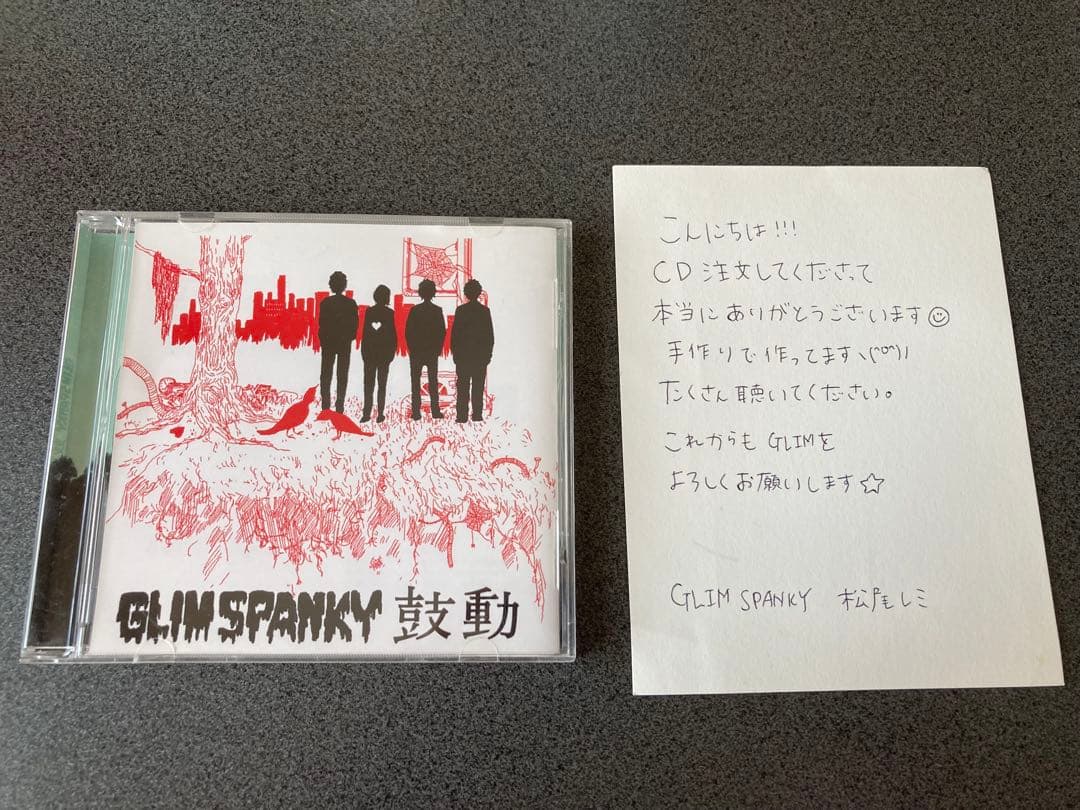 GLIM SPANKY 鼓動
こんにちは!!!
CD 注文してくださって
本当にありがとうございます☺
手作りで作ってますヽ(°▽°)ノ
たくさん聴いてください。
これからも GLIMを
よろしくお願いします☆
GLIM SPANKY 松尾レミ